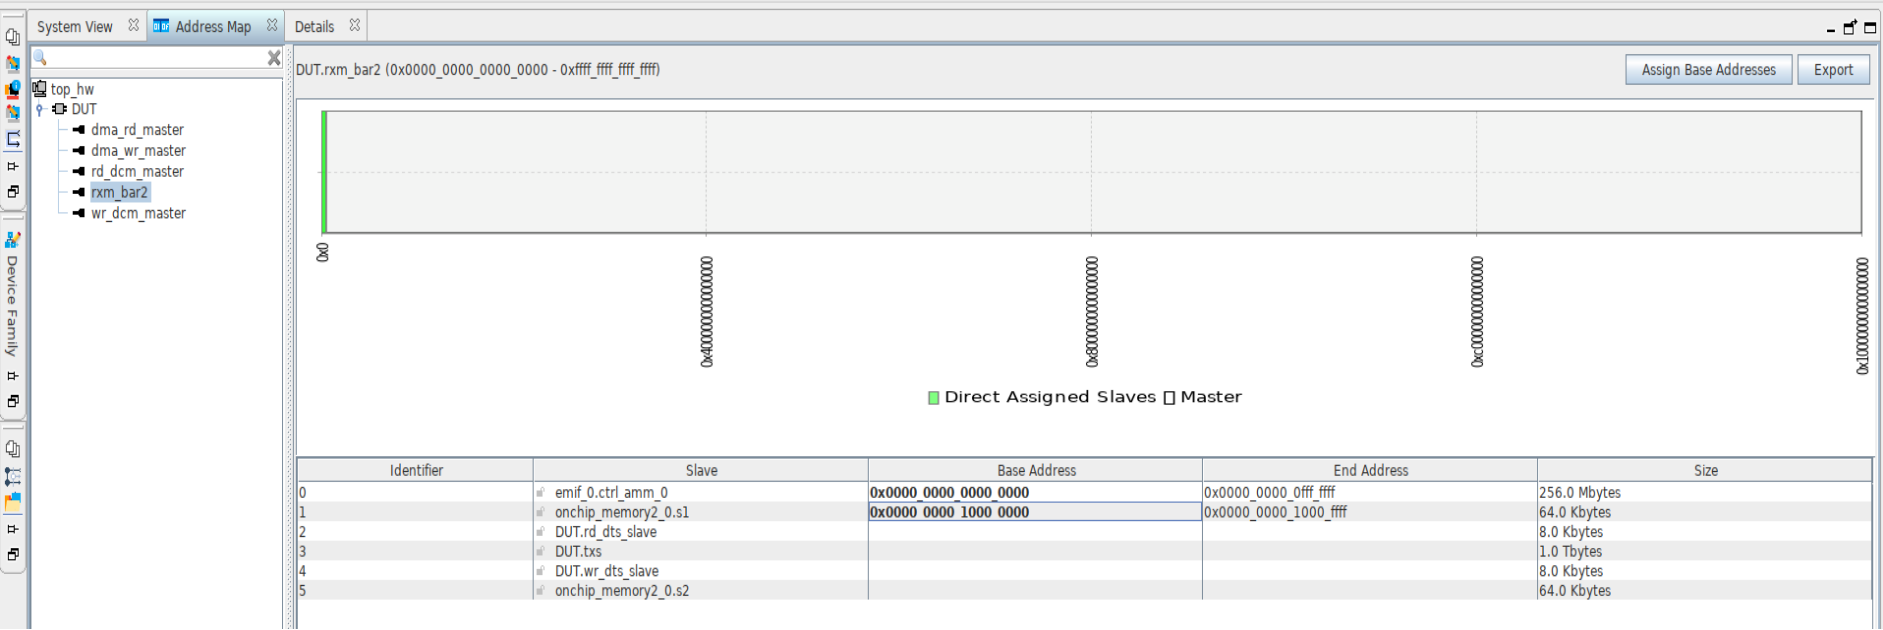 System View
Address Map
Details
top_hw
DUT
dma_rd_master
dma_wr_master
rd_dcm_master
rxm_bar2
wr_dcm_master
Device Family
DUT.rxm_bar2 (0x0000_0000_0000_0000 - 0xffff_ffff_ffff_ffff)
Assign Base Addresses
Export
0x0
0x4000000000000000
0x8000000000000000
0xc000000000000000
0x10000000000000000
Direct Assigned Slaves Master
Identifier Slave Base Address End Address Size
0 emif_0.ctrl_amm_0 0x0000_0000_0000_0000 0x0000_0000_0fff_ffff 256.0 Mbytes
1 onchip_memory2_0.s1 0x0000_0000_1000_0000 0x0000_0000_1000_ffff 64.0 Kbytes
2 DUT.rd_dts_slave 8.0 Kbytes
3 DUT.txs 1.0 Tbytes
4 DUT.wr_dts_slave 8.0 Kbytes
5 onchip_memory2_0.s2 64.0 Kbytes